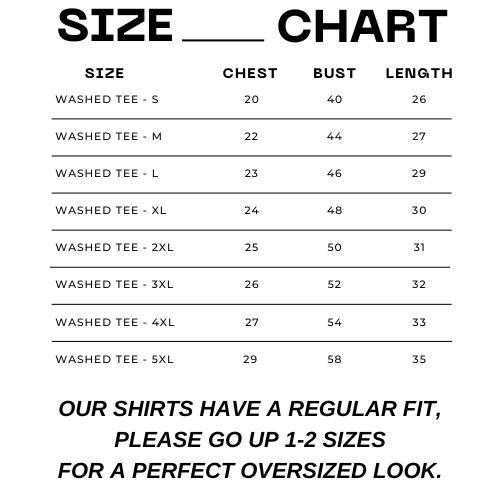 SIZE ____ CHART
SIZE CHEST BUST LENGTH
WASHED TEE - S 20 40 26
WASHED TEE - M 22 44 27
WASHED TEE - L 23 46 29
WASHED TEE - XL 24 48 30
WASHED TEE - 2XL 25 50 31
WASHED TEE - 3XL 26 52 32
WASHED TEE - 4XL 27 54 33
WASHED TEE - 5XL 29 58 35
OUR SHIRTS HAVE A REGULAR FIT,
PLEASE GO UP 1-2 SIZES
FOR A PERFECT OVERSIZED LOOK.